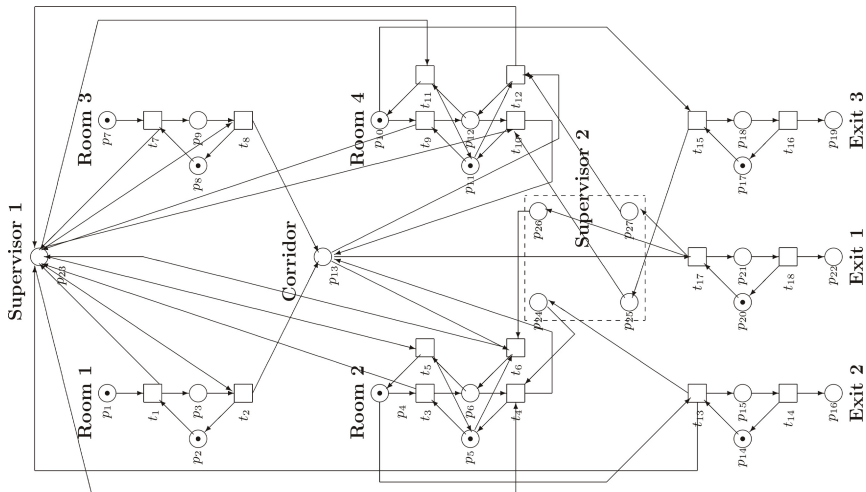 Supervisor 1
p23
Room 1
p1
t1
p2
p3
t2
Room 3
p7
t7
p8
p9
t8
Corridor
p13
Room 2
p4
t3
t5
p5
p6
t4
t6
Room 4
p10
t9
t11
p11
p12
t10
t12
Supervisor 2
p24
p26
p25
p27
t13
p14
p15
t14
p16
Exit 2
t17
p20
p21
t18
p22
Exit 1
t15
p17
p18
t16
p19
Exit 3